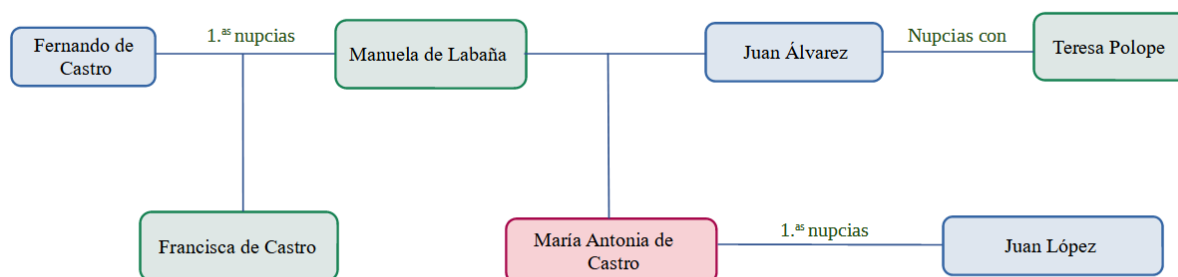 Fernando de
Castro
1.ᵃˢ nupcias
Manuela de Labaña
Juan Álvarez
Nupcias con
Teresa Polope
Francisca de Castro
María Antonia de
Castro
1.ᵃˢ nupcias
Juan López